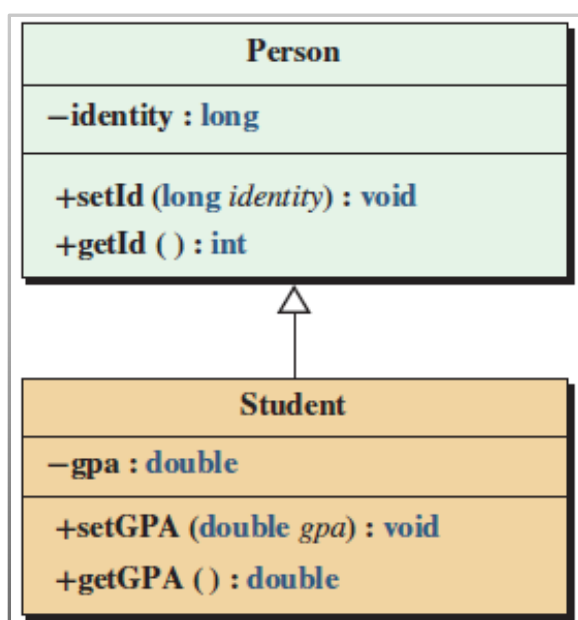 Person
−identity : long
+setId (long identity) : void
+getId ( ) : int
Student
−gpa : double
+setGPA (double gpa) : void
+getGPA ( ) : double